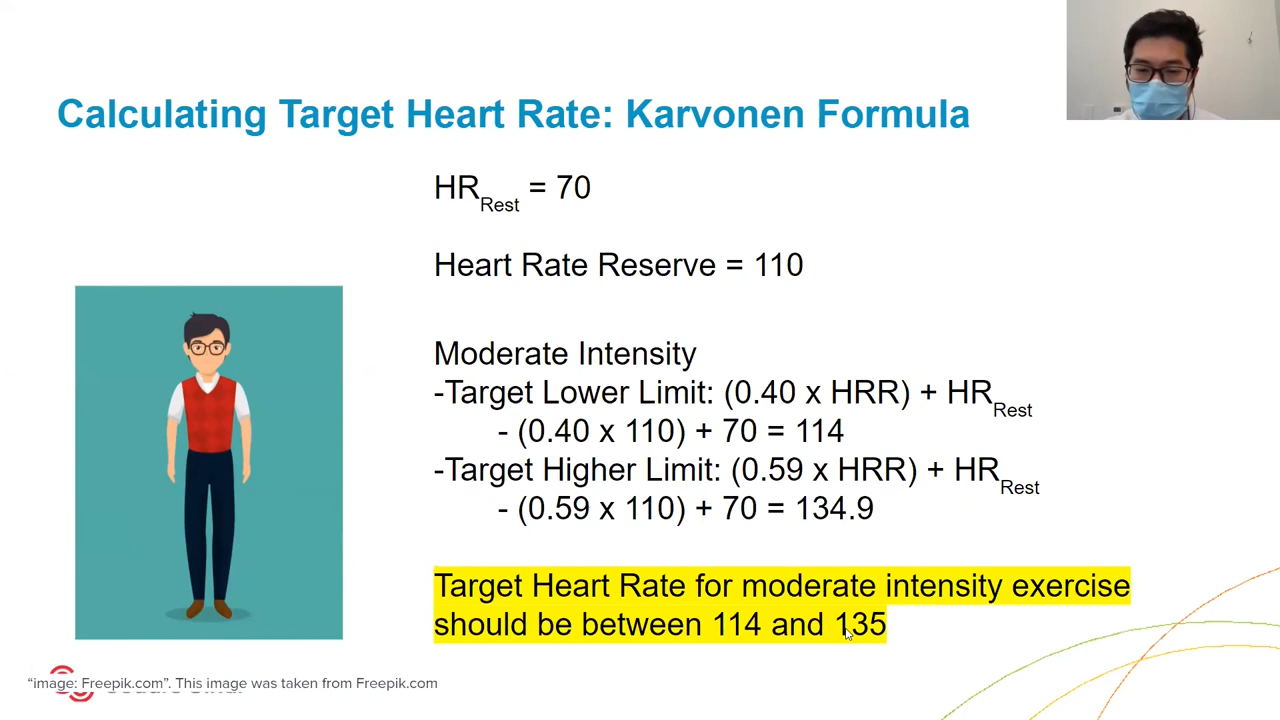 Calculating Target Heart Rate: Karvonen Formula
HRRest = 70
Heart Rate Reserve = 110
Moderate Intensity
-Target Lower Limit: (0.40 x HRR) + HRRest
- (0.40 x 110) + 70 = 114
-Target Higher Limit: (0.59 x HRR) + HRRest
- (0.59 x 110) + 70 = 134.9
Target Heart Rate for moderate intensity exercise
should be between 114 and 135
“image: Freepik.com”. This image was taken from Freepik.com